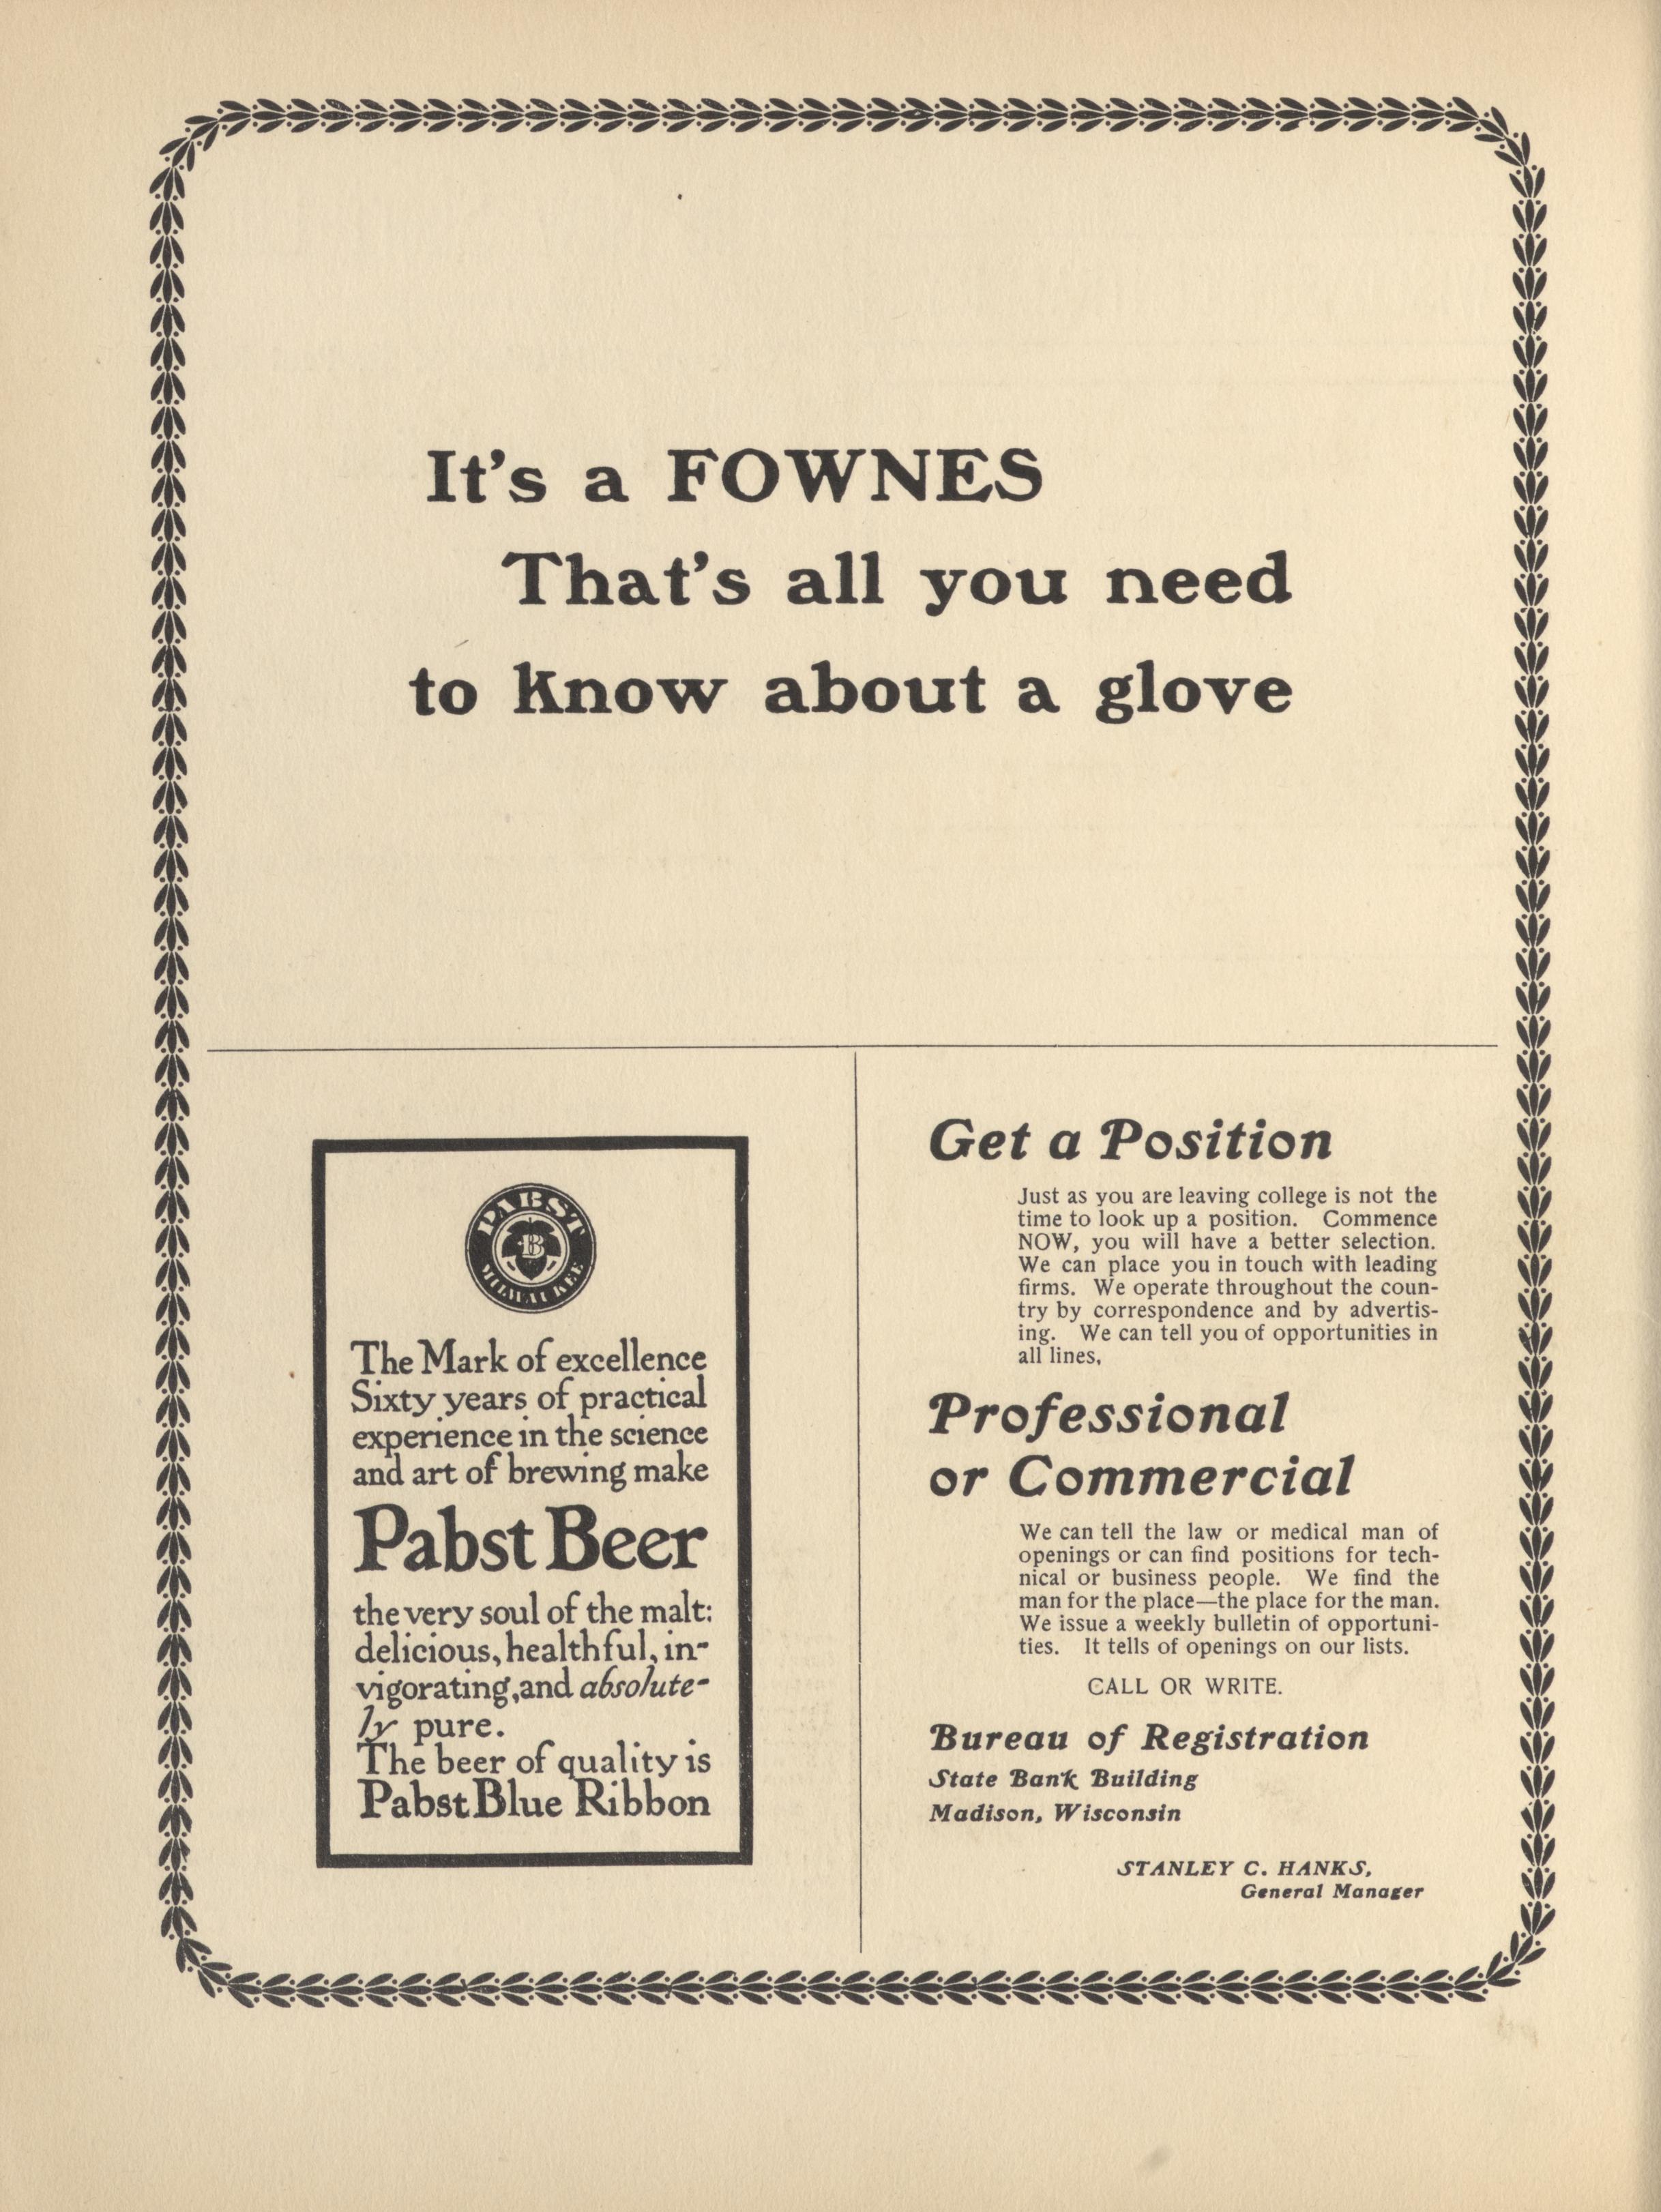 It's a FOWNES
That's all you need
to know about a glove
PABST
B
MILWAUKEE
The Mark of excellence
Sixty years of practical
experience in the science
and art of brewing make
Pabst Beer
the very soul of the malt:
delicious, healthful, in-
vigorating, and absolute-
ly pure.
The beer of quality is
Pabst Blue Ribbon
Get a Position
Just as you are leaving college is not the
time to look up a position. Commence
NOW, you will have a better selection.
We can place you in touch with leading
firms. We operate throughout the coun-
try by correspondence and by advertis-
ing. We can tell you of opportunities in
all lines,
Professional
or Commercial
We can tell the law or medical man of
openings or can find positions for tech-
nical or business people. We find the
man for the place—the place for the man.
We issue a weekly bulletin of opportuni-
ties. It tells of openings on our lists.
CALL OR WRITE.
Bureau of Registration
State Bank Building
Madison, Wisconsin
STANLEY C. HANKS,
General Manager